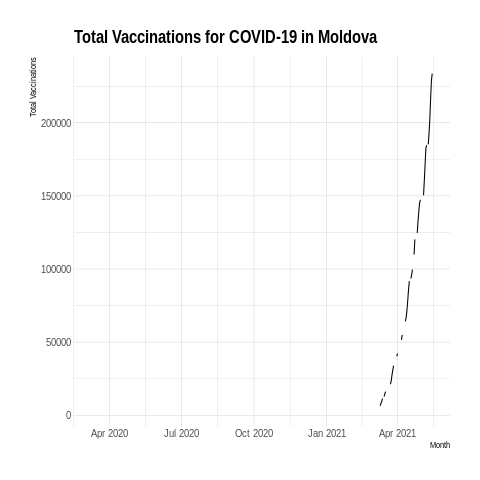 Total Vaccinations for COVID-19 in Moldova
Total Vaccinations
200000
150000
100000
50000
0
Apr 2020 Jul 2020 Oct 2020 Jan 2021 Apr 2021
Month